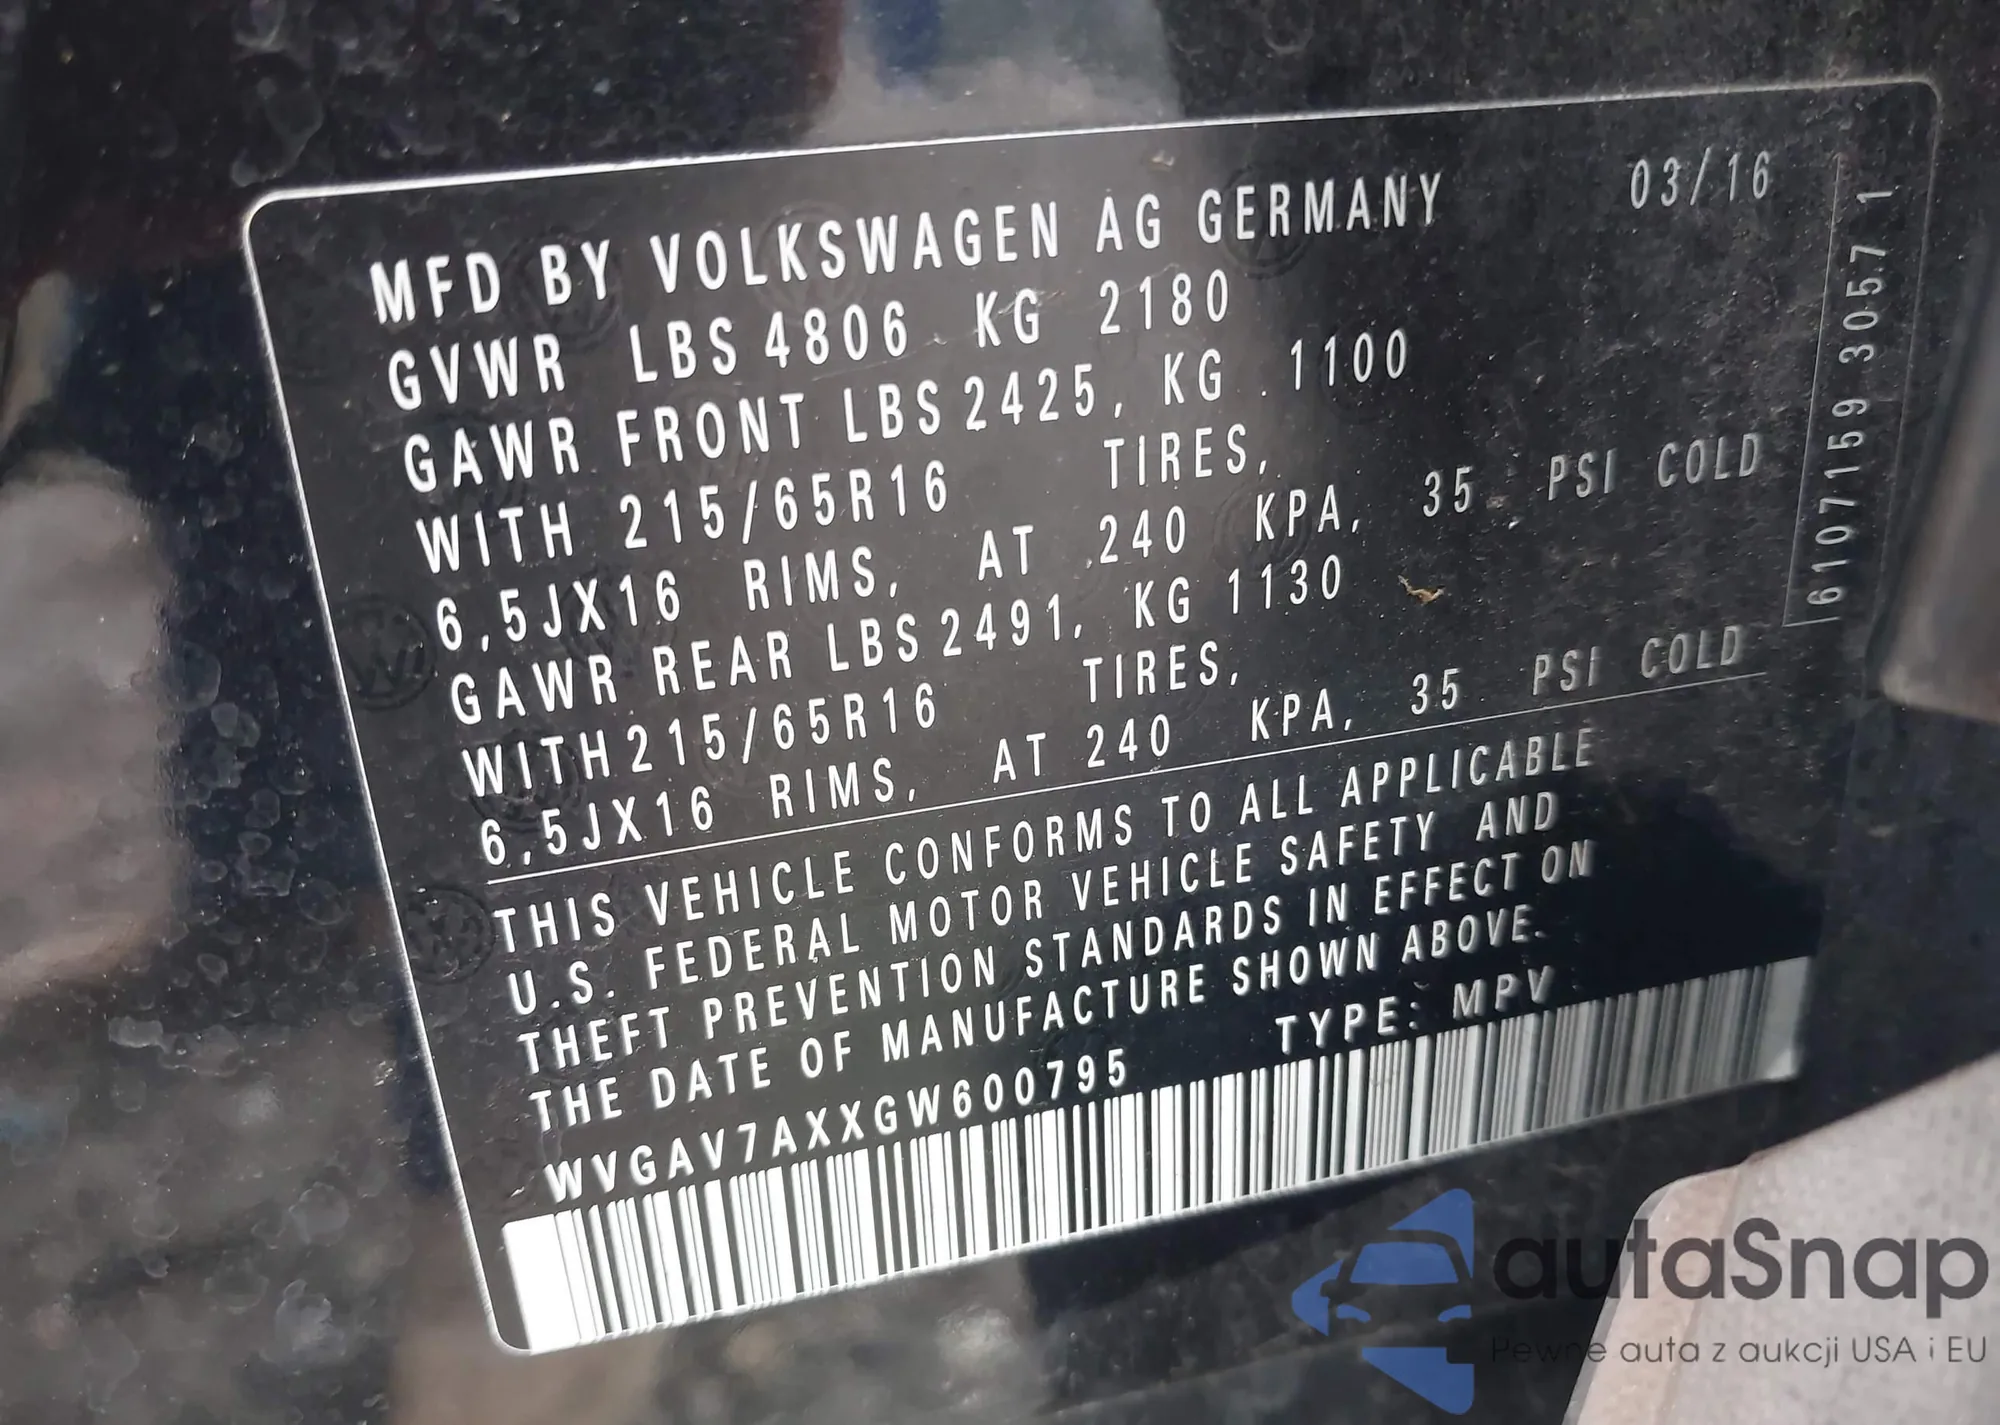 MFD BY VOLKSWAGEN AG GERMANY 03/16
GVWR LBS 4806 KG 2180
GAWR FRONT LBS 2425, KG 1100
WITH 215/65R16 TIRES,
6,5JX16 RIMS, AT 240 KPA, 35 PSI COLD
GAWR REAR LBS 2491, KG 1130
WITH 215/65R16 TIRES,
6,5JX16 RIMS, AT 240 KPA, 35 PSI COLD
THIS VEHICLE CONFORMS TO ALL APPLICABLE
U.S. FEDERAL MOTOR VEHICLE SAFETY AND
THEFT PREVENTION STANDARDS IN EFFECT ON
THE DATE OF MANUFACTURE SHOWN ABOVE.
WVGAV7AXXGW600795 TYPE: MPV
6107159 3057 1
autaSnap
Pewne auta z aukcji USA i EU